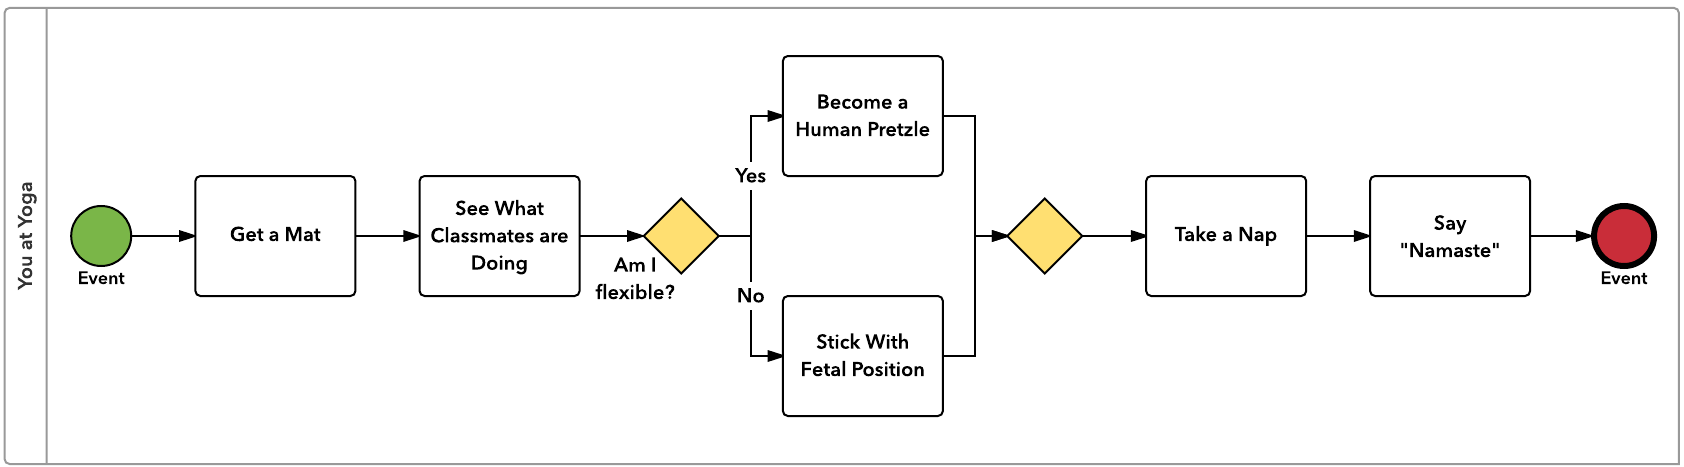 You at Yoga
Event
Get a Mat
See What
Classmates are
Doing
Am I
flexible?
Yes
No
Become a
Human Pretzle
Stick With
Fetal Position
Take a Nap
Say
"Namaste"
Event